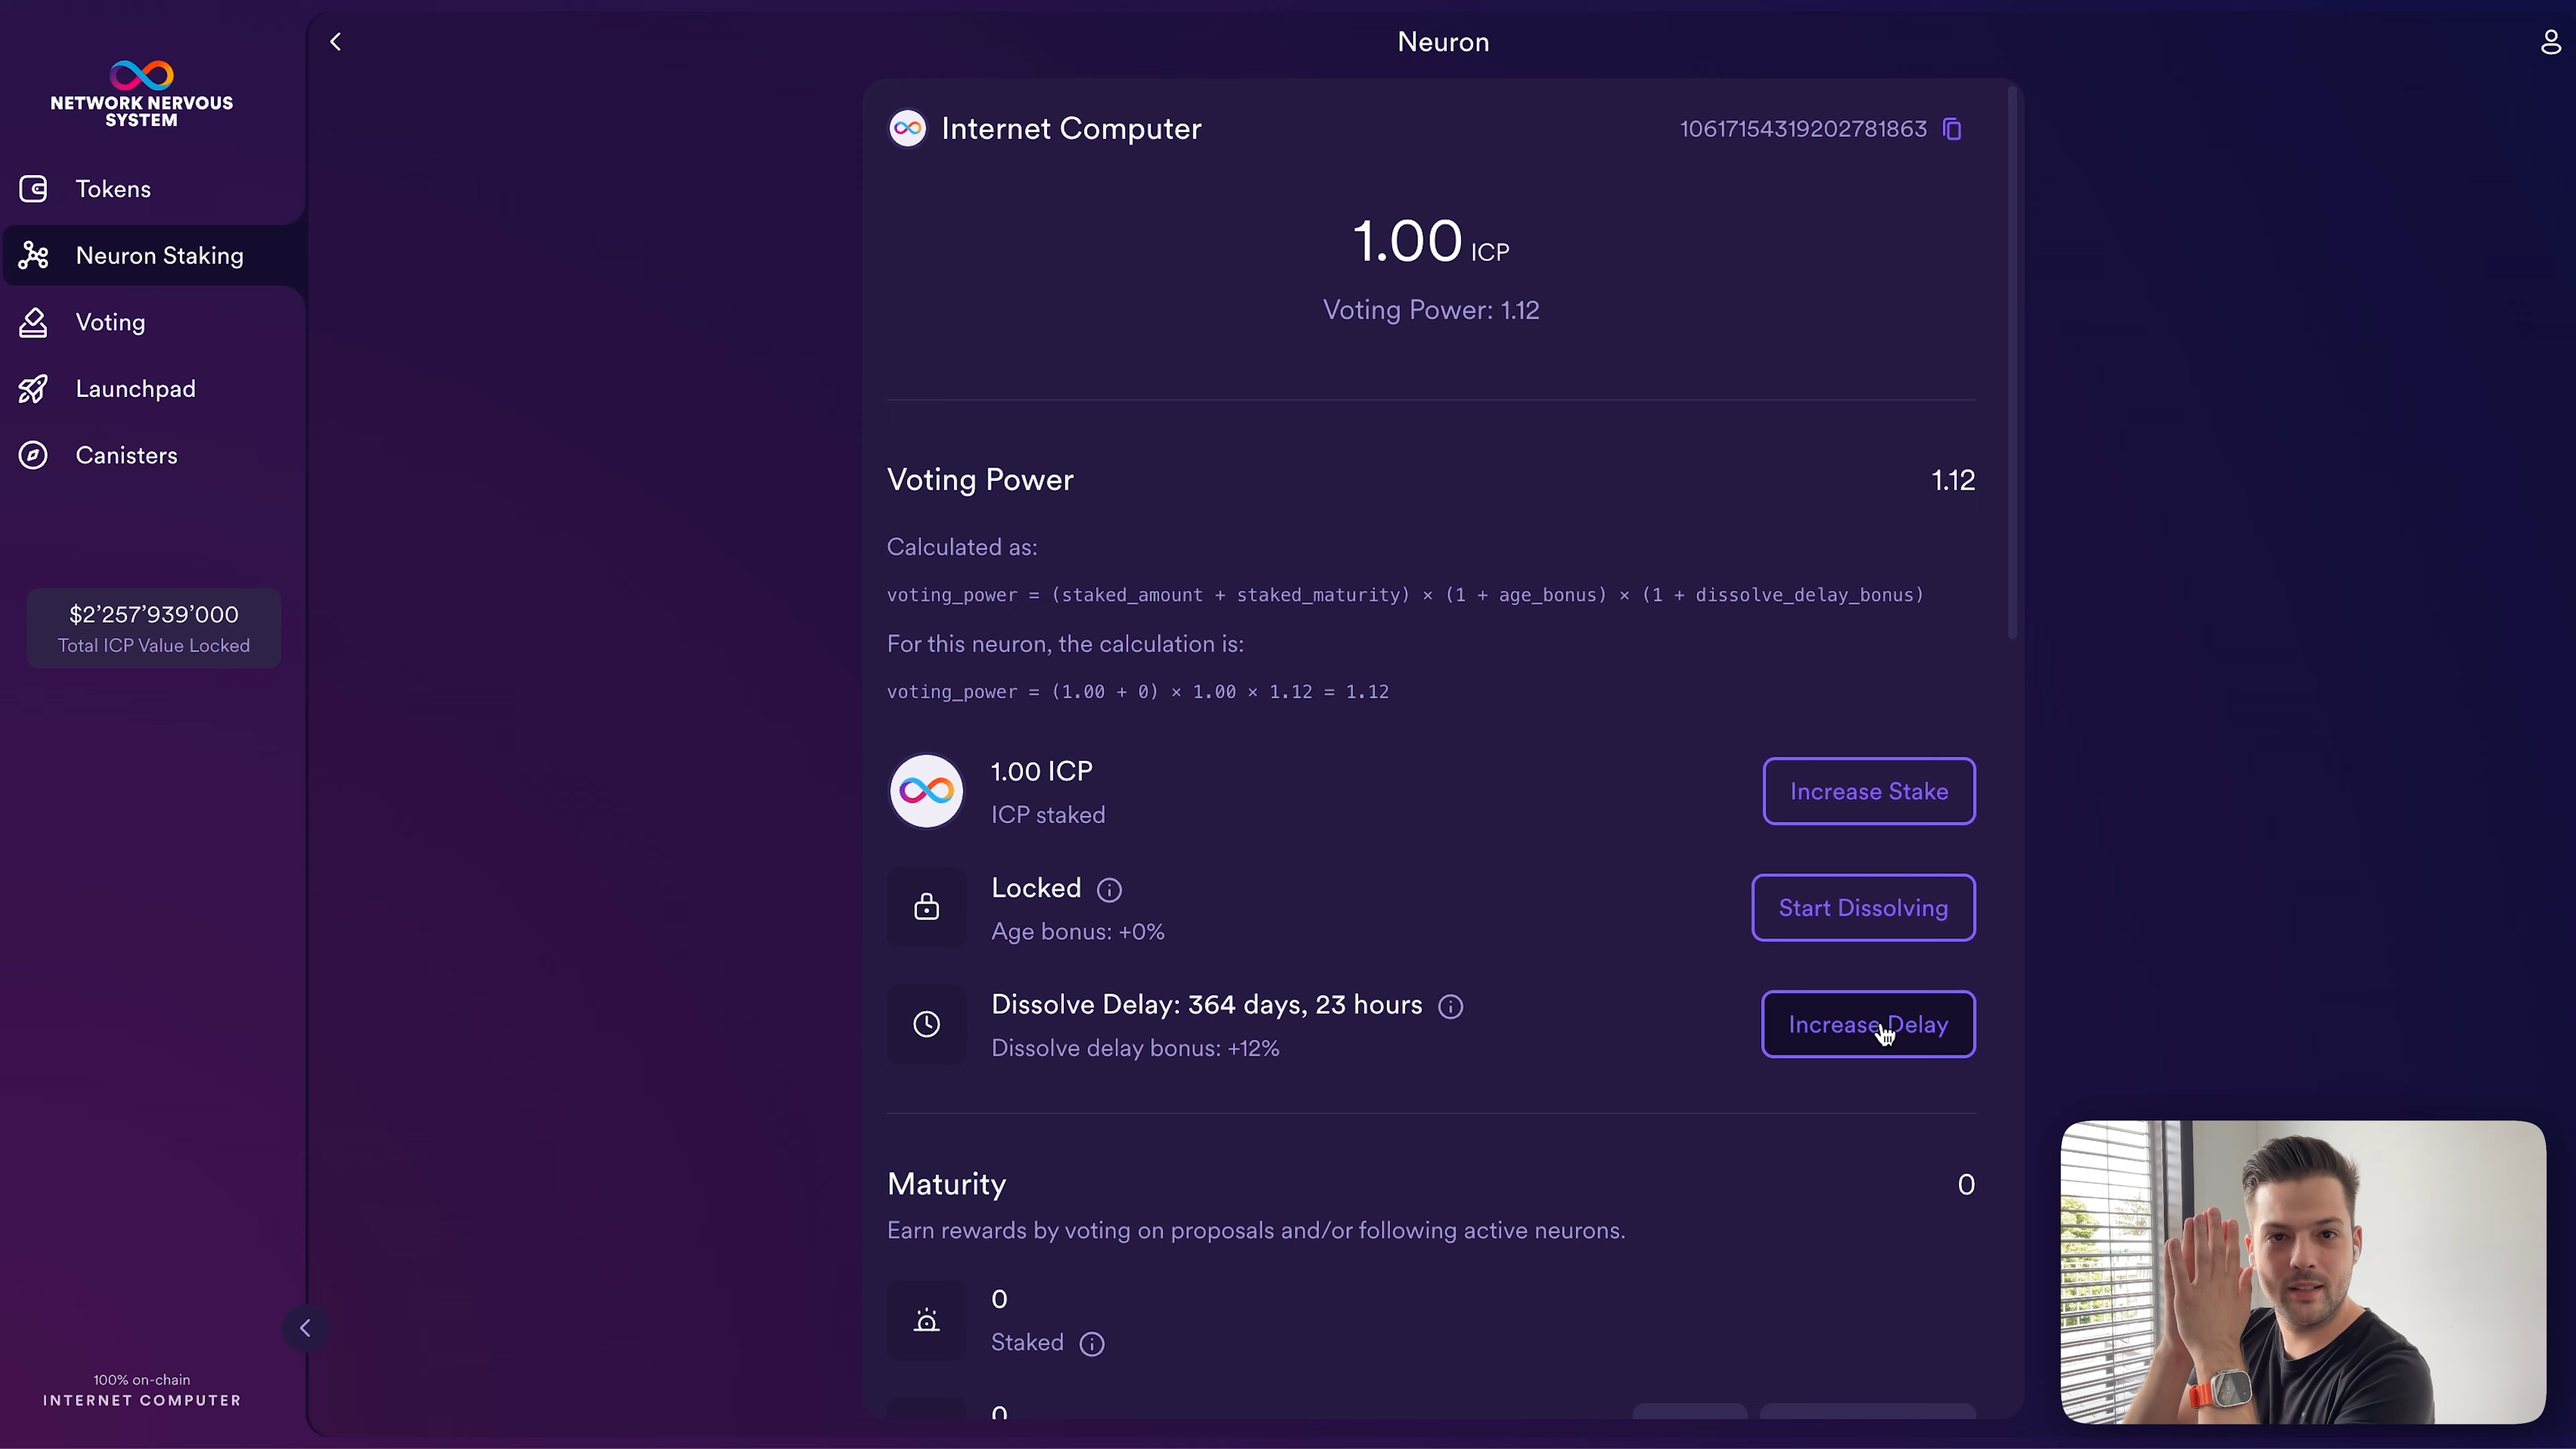 Neuron
NETWORK NERVOUS
SYSTEM
Tokens
Neuron Staking
Voting
Launchpad
Canisters
$2’257’939’000
Total ICP Value Locked
100% on-chain
INTERNET COMPUTER
Internet Computer
10617154319202781863
1.00 ICP
Voting Power: 1.12
Voting Power
1.12
Calculated as:
voting_power = (staked_amount + staked_maturity) × (1 + age_bonus) × (1 + dissolve_delay_bonus)
For this neuron, the calculation is:
voting_power = (1.00 + 0) × 1.00 × 1.12 = 1.12
1.00 ICP
ICP staked
Increase Stake
Locked
Age bonus: +0%
Start Dissolving
Dissolve Delay: 364 days, 23 hours
Dissolve delay bonus: +12%
Increase Delay
Maturity
0
Earn rewards by voting on proposals and/or following active neurons.
0
Staked
0